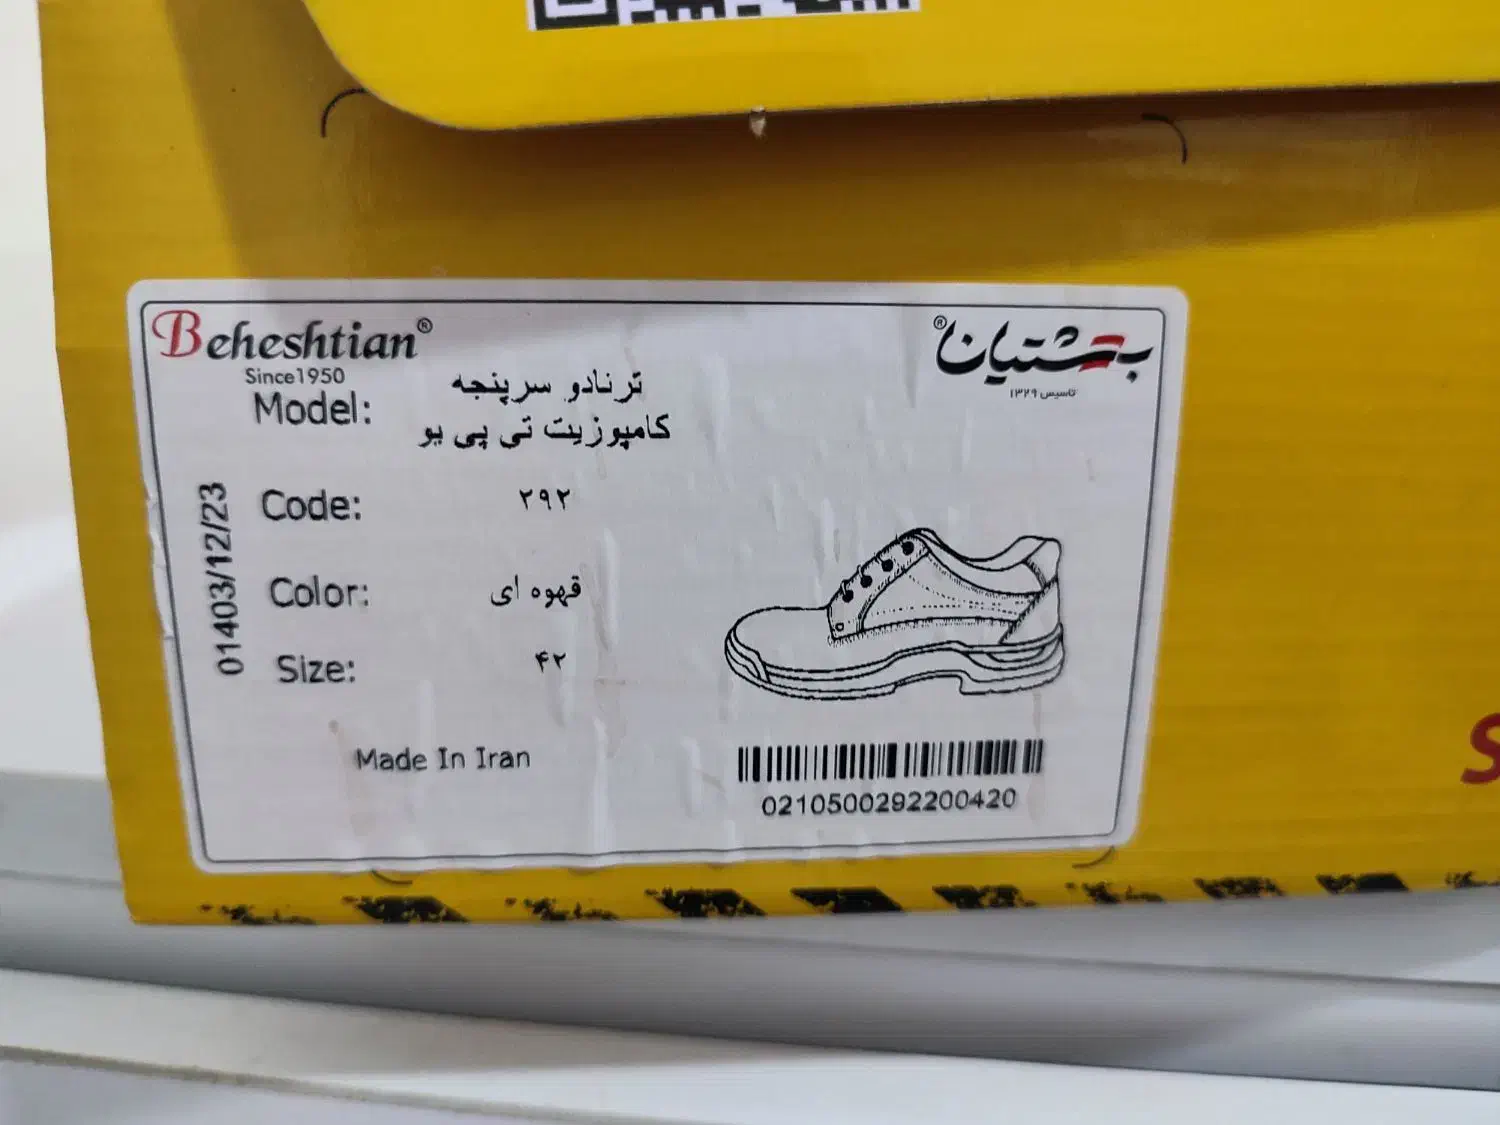 Beheshtian®
Since1950
بهشتیان®
تاسیس ۱۳۲۹
Model: ترنادو سرپنجه
کامپوزیت تی پی یو
Code: ۲۹۲
Color: قهوه ای
Size: ۴۲
01403/12/23
Made In Iran
0210500292200420
S